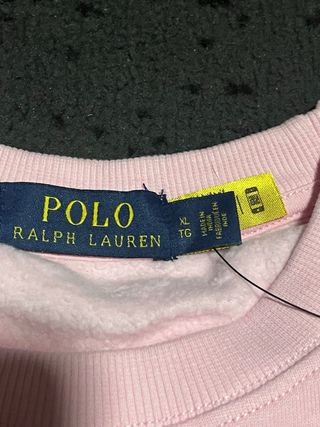 POLO
RALPH LAUREN
XL
TG
MADE IN
INDIA
FABRIQUÉ EN
INDE